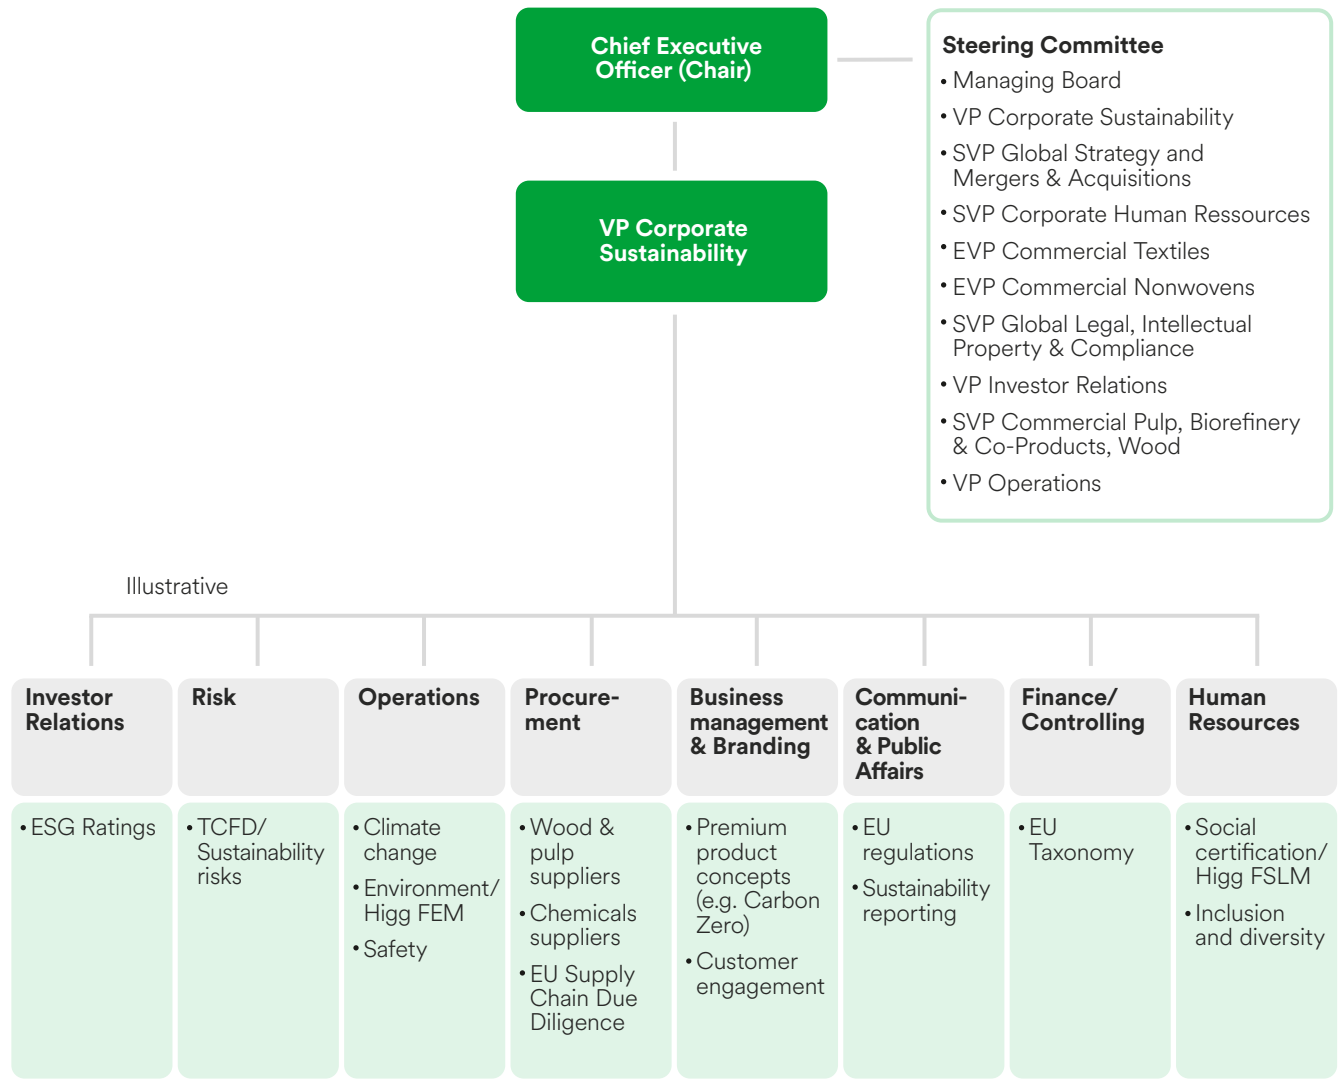 Chief Executive
Officer (Chair)
VP Corporate
Sustainability
Steering Committee
• Managing Board
• VP Corporate Sustainability
• SVP Global Strategy and
Mergers & Acquisitions
• SVP Corporate Human Ressources
• EVP Commercial Textiles
• EVP Commercial Nonwovens
• SVP Global Legal, Intellectual
Property & Compliance
• VP Investor Relations
• SVP Commercial Pulp, Biorefinery
& Co-Products, Wood
• VP Operations
Illustrative
Investor
Relations
• ESG Ratings
Risk
• TCFD/
Sustainability
risks
Operations
• Climate
change
• Environment/
Higg FEM
• Safety
Procure-
ment
• Wood &
pulp
suppliers
• Chemicals
suppliers
• EU Supply
Chain Due
Diligence
Business
management
& Branding
• Premium
product
concepts
(e.g. Carbon
Zero)
• Customer
engagement
Communi-
cation
& Public
Affairs
• EU
regulations
• Sustainability
reporting
Finance/
Controlling
• EU
Taxonomy
Human
Resources
• Social
certification/
Higg FSLM
• Inclusion
and diversity